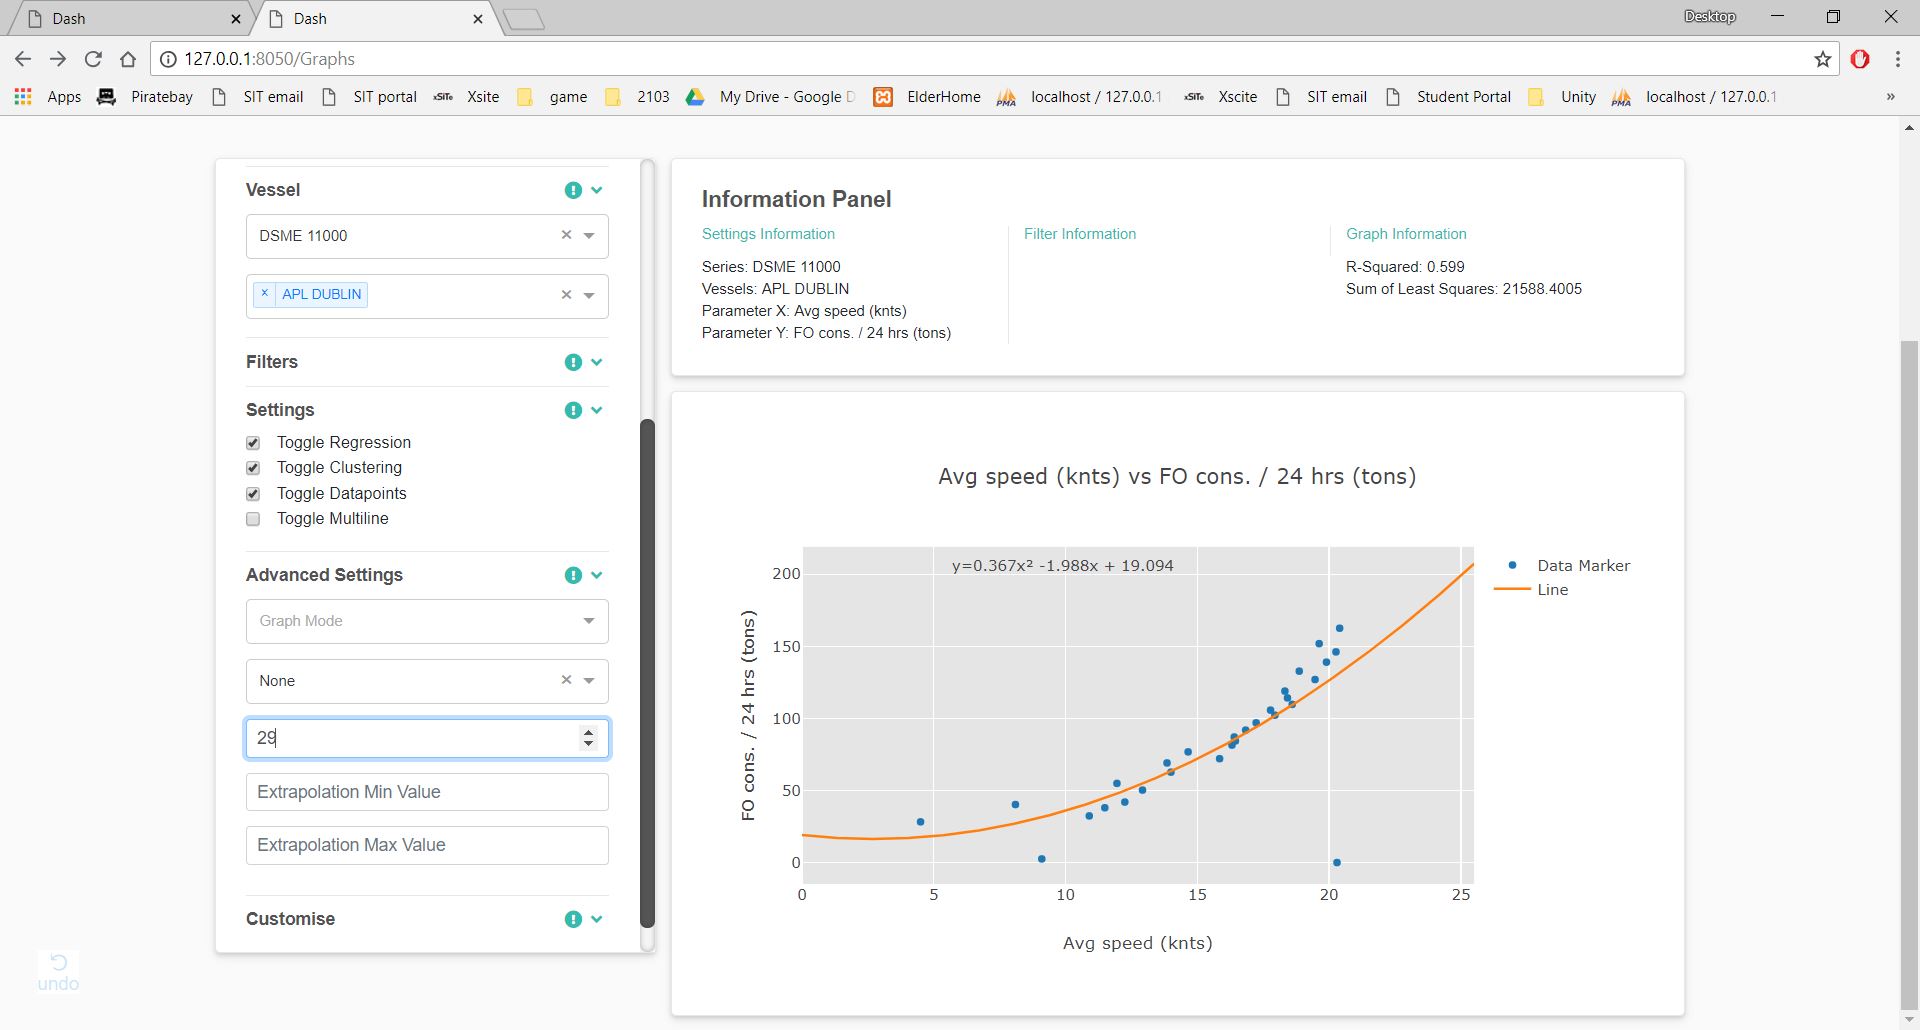 Dash
Dash
Desktop
127.0.0.1:8050/Graphs
Apps Piratebay SIT email SIT portal xSiTe Xsite game 2103 My Drive - Google D ElderHome PMA localhost / 127.0.0.1 xSiTe Xscite SIT email Student Portal Unity PMA localhost / 127.0.0.1 »
Vessel
DSME 11000
× APL DUBLIN
Filters
Settings
Toggle Regression
Toggle Clustering
Toggle Datapoints
Toggle Multiline
Advanced Settings
Graph Mode
None
29
Extrapolation Min Value
Extrapolation Max Value
Customise
undo
Information Panel
Settings Information
Series: DSME 11000
Vessels: APL DUBLIN
Parameter X: Avg speed (knts)
Parameter Y: FO cons. / 24 hrs (tons)
Filter Information
Graph Information
R-Squared: 0.599
Sum of Least Squares: 21588.4005
Avg speed (knts) vs FO cons. / 24 hrs (tons)
y=0.367x² -1.988x + 19.094
Data Marker
Line
FO cons. / 24 hrs (tons)
200
150
100
50
0
0 5 10 15 20 25
Avg speed (knts)